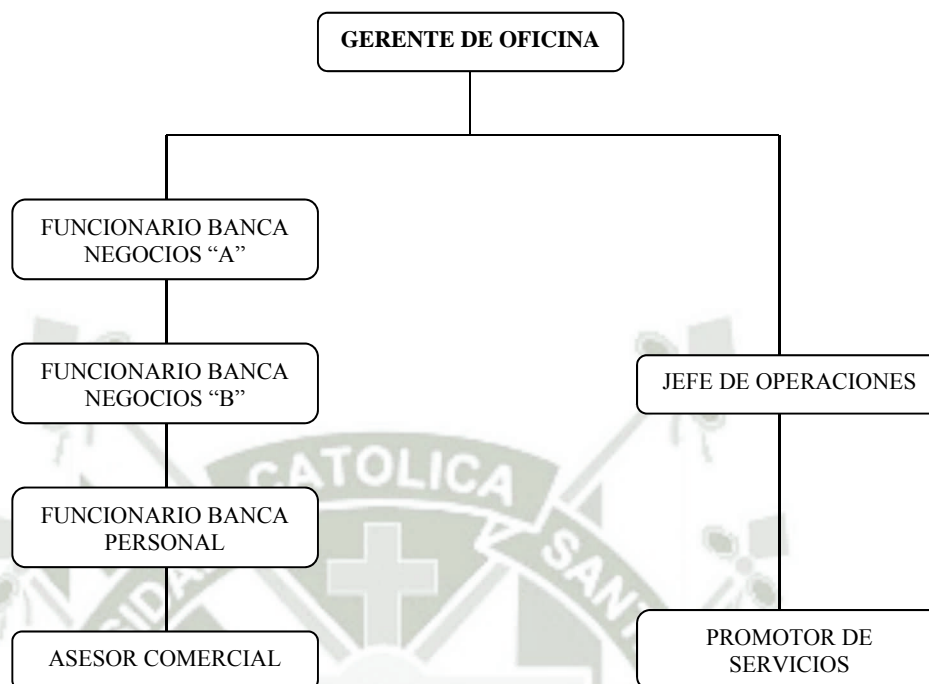 GERENTE DE OFICINA
FUNCIONARIO BANCA
NEGOCIOS “A”
FUNCIONARIO BANCA
NEGOCIOS “B”
JEFE DE OPERACIONES
FUNCIONARIO BANCA
PERSONAL
ASESOR COMERCIAL
PROMOTOR DE
SERVICIOS
CATOLICA